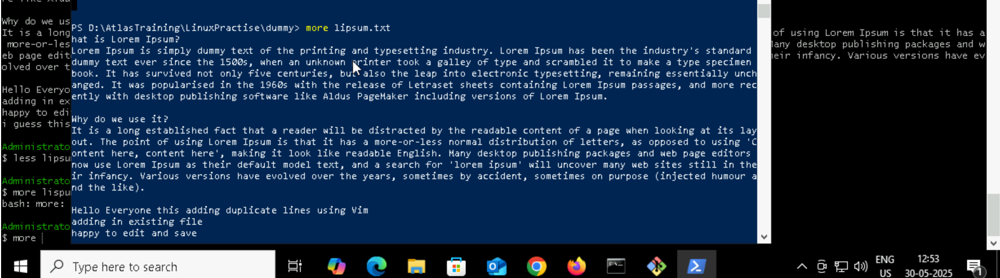 PS D:\AtlasTraining\LinuxPractise\dummy> more lipsum.txt
hat is Lorem Ipsum?
Lorem Ipsum is simply dummy text of the printing and typesetting industry. Lorem Ipsum has been the industry's standard
dummy text ever since the 1500s, when an unknown printer took a galley of type and scrambled it to make a type specimen
book. It has survived not only five centuries, but also the leap into electronic typesetting, remaining essentially unch
anged. It was popularised in the 1960s with the release of Letraset sheets containing Lorem Ipsum passages, and more rec
ently with desktop publishing software like Aldus PageMaker including versions of Lorem Ipsum.
Why do we use it?
It is a long established fact that a reader will be distracted by the readable content of a page when looking at its lay
out. The point of using Lorem Ipsum is that it has a more-or-less normal distribution of letters, as opposed to using 'C
ontent here, content here', making it look like readable English. Many desktop publishing packages and web page editors
now use Lorem Ipsum as their default model text, and a search for 'lorem ipsum' will uncover many web sites still in the
ir infancy. Various versions have evolved over the years, sometimes by accident, sometimes on purpose (injected humour a
nd the like).
Hello Everyone this adding duplicate lines using Vim
adding in existing file
happy to edit and save
Why do we us
It is a long
more-or-les
eb page edit
olved over t
Hello Everyo
adding in ex
happy to edi
i guess this
Administrato
$ less lipsu
Administrato
$ more lispu
bash: more:
Administrato
$ more
of using Lorem Ipsum is that it has a
Many desktop publishing packages and w
eir infancy. Various versions have ev
Type here to search
ENG
US
12:53
30-05-2025
1